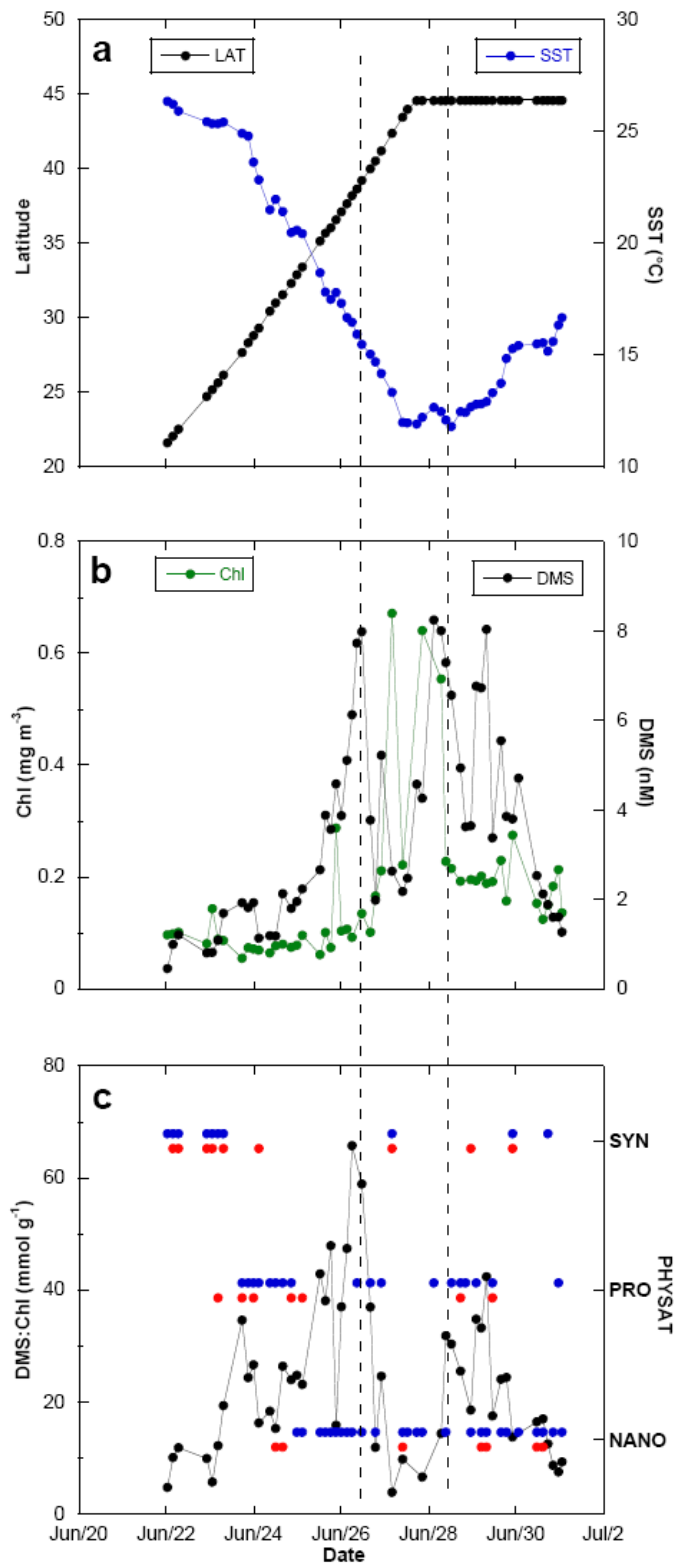 50
30
a
LAT
SST
45
40
35
30
25
20
25
20
15
10
Latitude
SST (°C)
0.8
10
b
Chl
DMS
0.6
0.4
0.2
0
8
6
4
2
0
Chl (mg m-3)
DMS (nM)
80
c
60
40
20
0
SYN
PRO
NANO
DMS:Chl (mmol g-1)
PHYSAT
Jun/20 Jun/22 Jun/24 Jun/26 Jun/28 Jun/30 Jul/2
Date